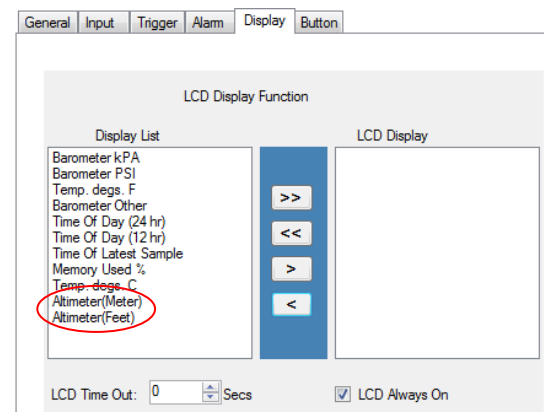 General Input Trigger Alarm Display Button
LCD Display Function
Display List LCD Display
Barometer kPA
Barometer PSI
Temp. degs. F
Barometer Other
Time Of Day (24 hr)
Time Of Day (12 hr)
Time Of Latest Sample
Memory Used %
Temp. degs. C
Altimeter(Meter)
Altimeter(Feet)
>>
<<
>
<
LCD Time Out: 0 Secs LCD Always On